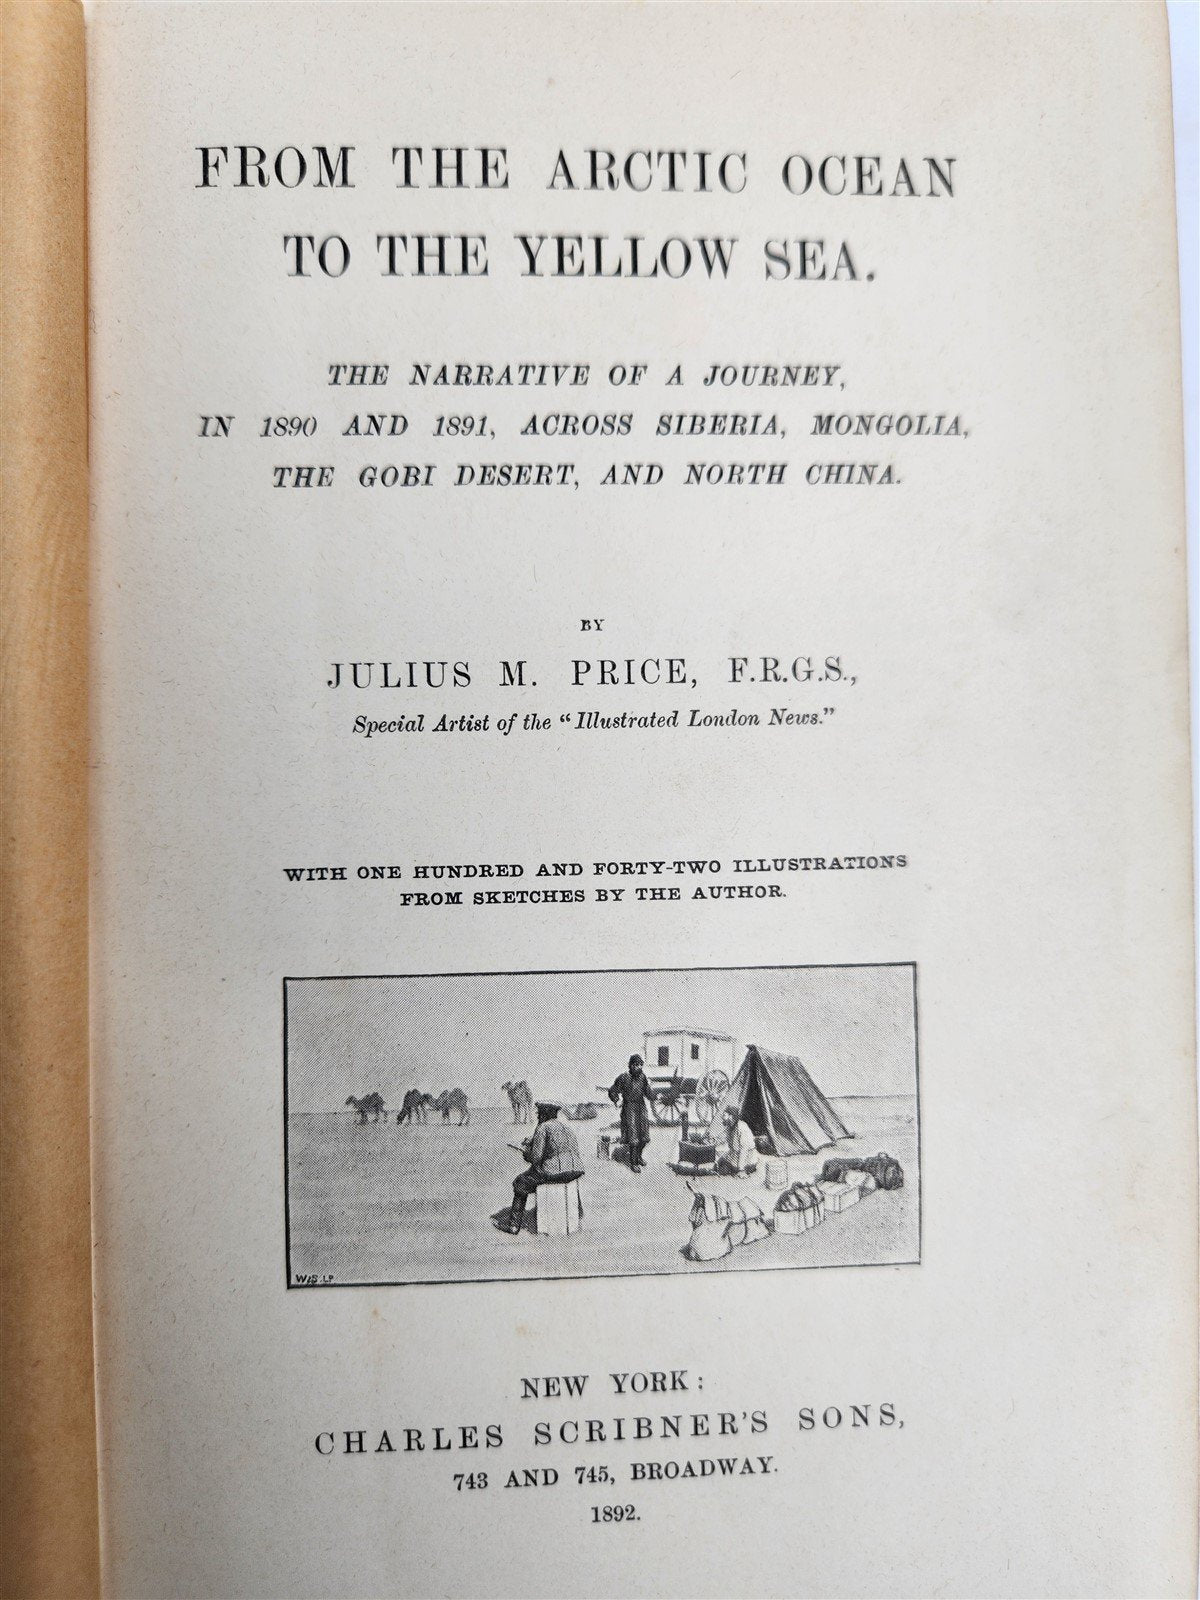 FROM THE ARCTIC OCEAN
TO THE YELLOW SEA.
THE NARRATIVE OF A JOURNEY,
IN 1890 AND 1891, ACROSS SIBERIA, MONGOLIA,
THE GOBI DESERT, AND NORTH CHINA.
BY
JULIUS M. PRICE, F.R.G.S.,
Special Artist of the “Illustrated London News.”
WITH ONE HUNDRED AND FORTY-TWO ILLUSTRATIONS
FROM SKETCHES BY THE AUTHOR.
NEW YORK:
CHARLES SCRIBNER'S SONS,
743 AND 745, BROADWAY.
1892.